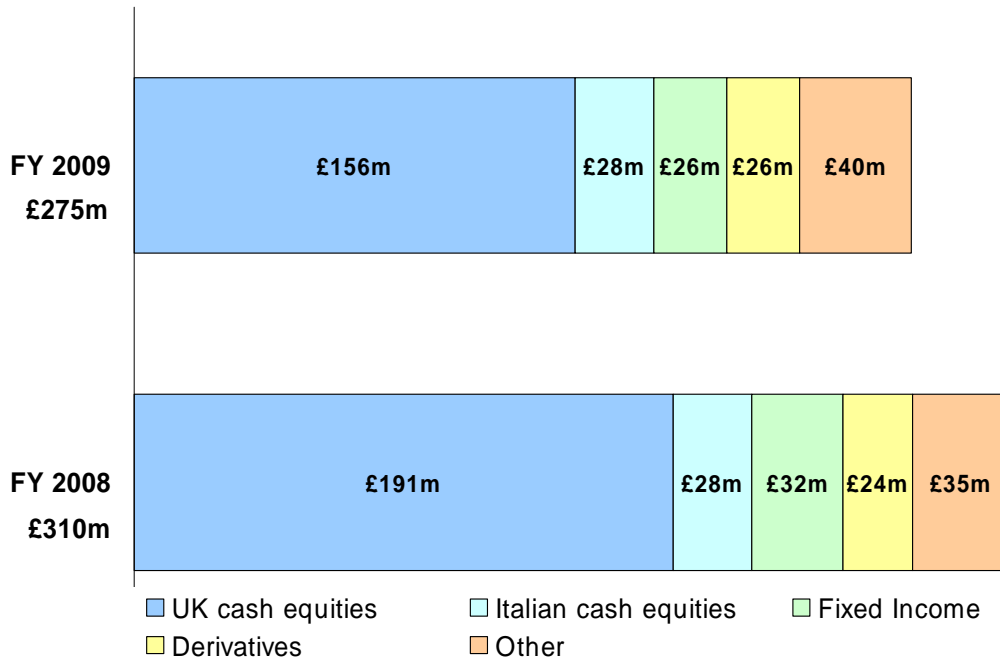 FY 2009
£275m
£156m £28m £26m £26m £40m
FY 2008
£310m
£191m £28m £32m £24m £35m
UK cash equities Italian cash equities Fixed Income
Derivatives Other